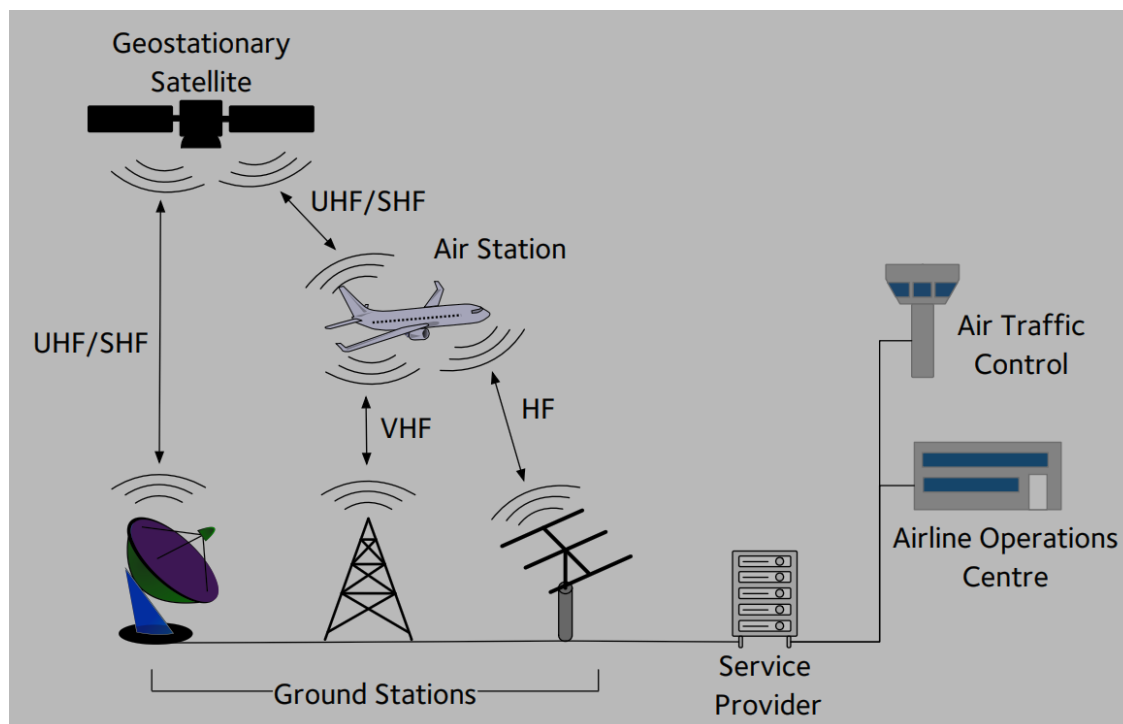 Geostationary
Satellite
UHF/SHF
Air Station
UHF/SHF
HF
VHF
Air Traffic
Control
Airline Operations
Centre
Ground Stations
Service
Provider